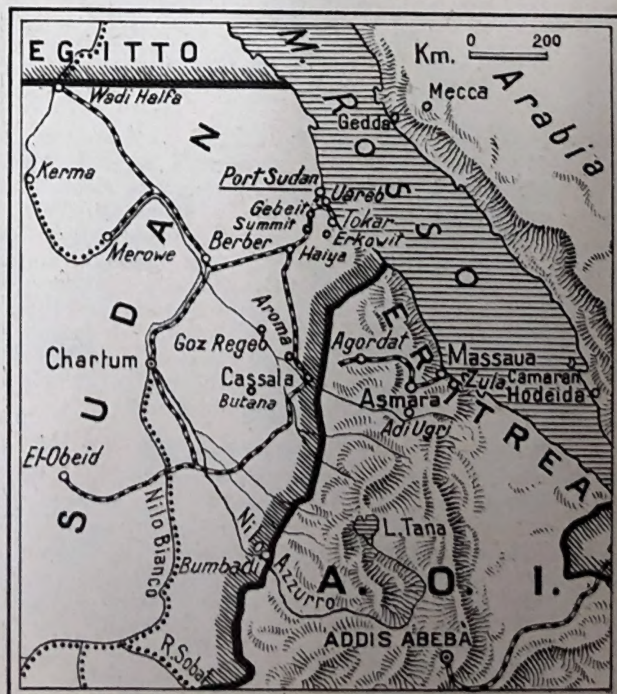 EGITTO
M. ROSSO
Km. 0 200
Arabia
Mecca
Gedda
Wadi Halfa
SUDAN
Kerma
Port Sudan
Uareb
Gebeit
Summit
Tokar
Erkowit
Merowe
Berber
Haiya
Aroma
Goz Regeb
Agordat
ERITREA
Massaua
Chartum
Cassala
Zula
Camaran
Butana
Asmara
Hodeida
Adi Ugri
El-Obeid
Nilo Bianco
L. Tana
Nilo Azzurro
Bumbadi
A. O. I.
R. Sobat
ADDIS ABEBA